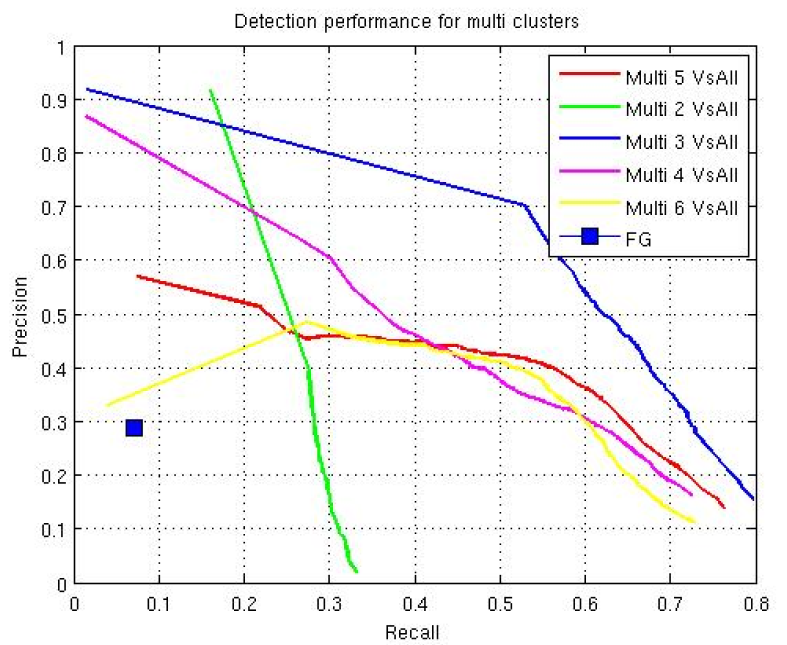 Detection performance for multi clusters
1
0.9
0.8
0.7
0.6
0.5
0.4
0.3
0.2
0.1
0
Precision
Multi 5 VsAll
Multi 2 VsAll
Multi 3 VsAll
Multi 4 VsAll
Multi 6 VsAll
FG
0 0.1 0.2 0.3 0.4 0.5 0.6 0.7 0.8
Recall